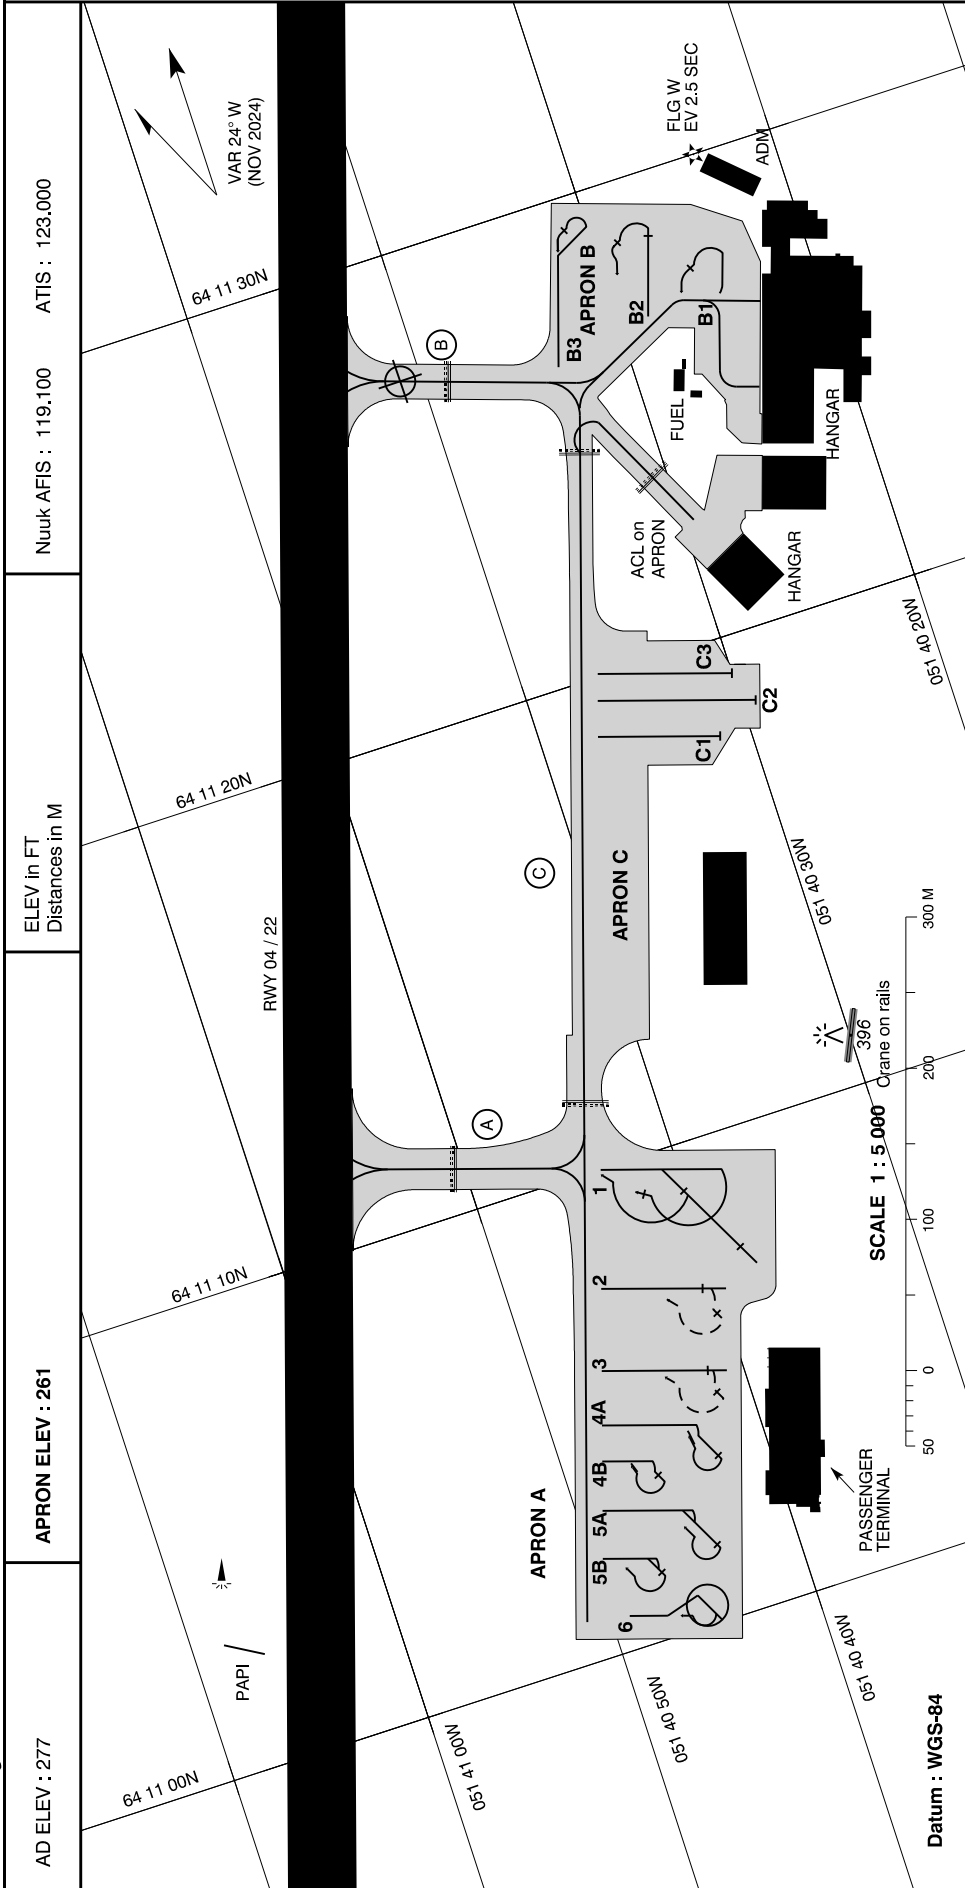 AD ELEV : 277
APRON ELEV : 261
ELEV in FT
Distances in M
Nuuk AFIS : 119.100
ATIS : 123.000
VAR 24° W
(NOV 2024)
RWY 04 / 22
PAPI
64 11 00N
64 11 10N
64 11 20N
64 11 30N
A
B
C
FLG W
EV 2.5 SEC
ADM
APRON B
B3
B2
B1
FUEL
HANGAR
HANGAR
ACL on
APRON
C3
C2
C1
APRON C
APRON A
1
2
3
4A
4B
5A
5B
6
PASSENGER
TERMINAL
396
Crane on rails
051 41 00W
051 40 50W
051 40 40W
051 40 30W
051 40 20W
SCALE 1 : 5 000
50
0
100
200
300 M
Datum : WGS-84